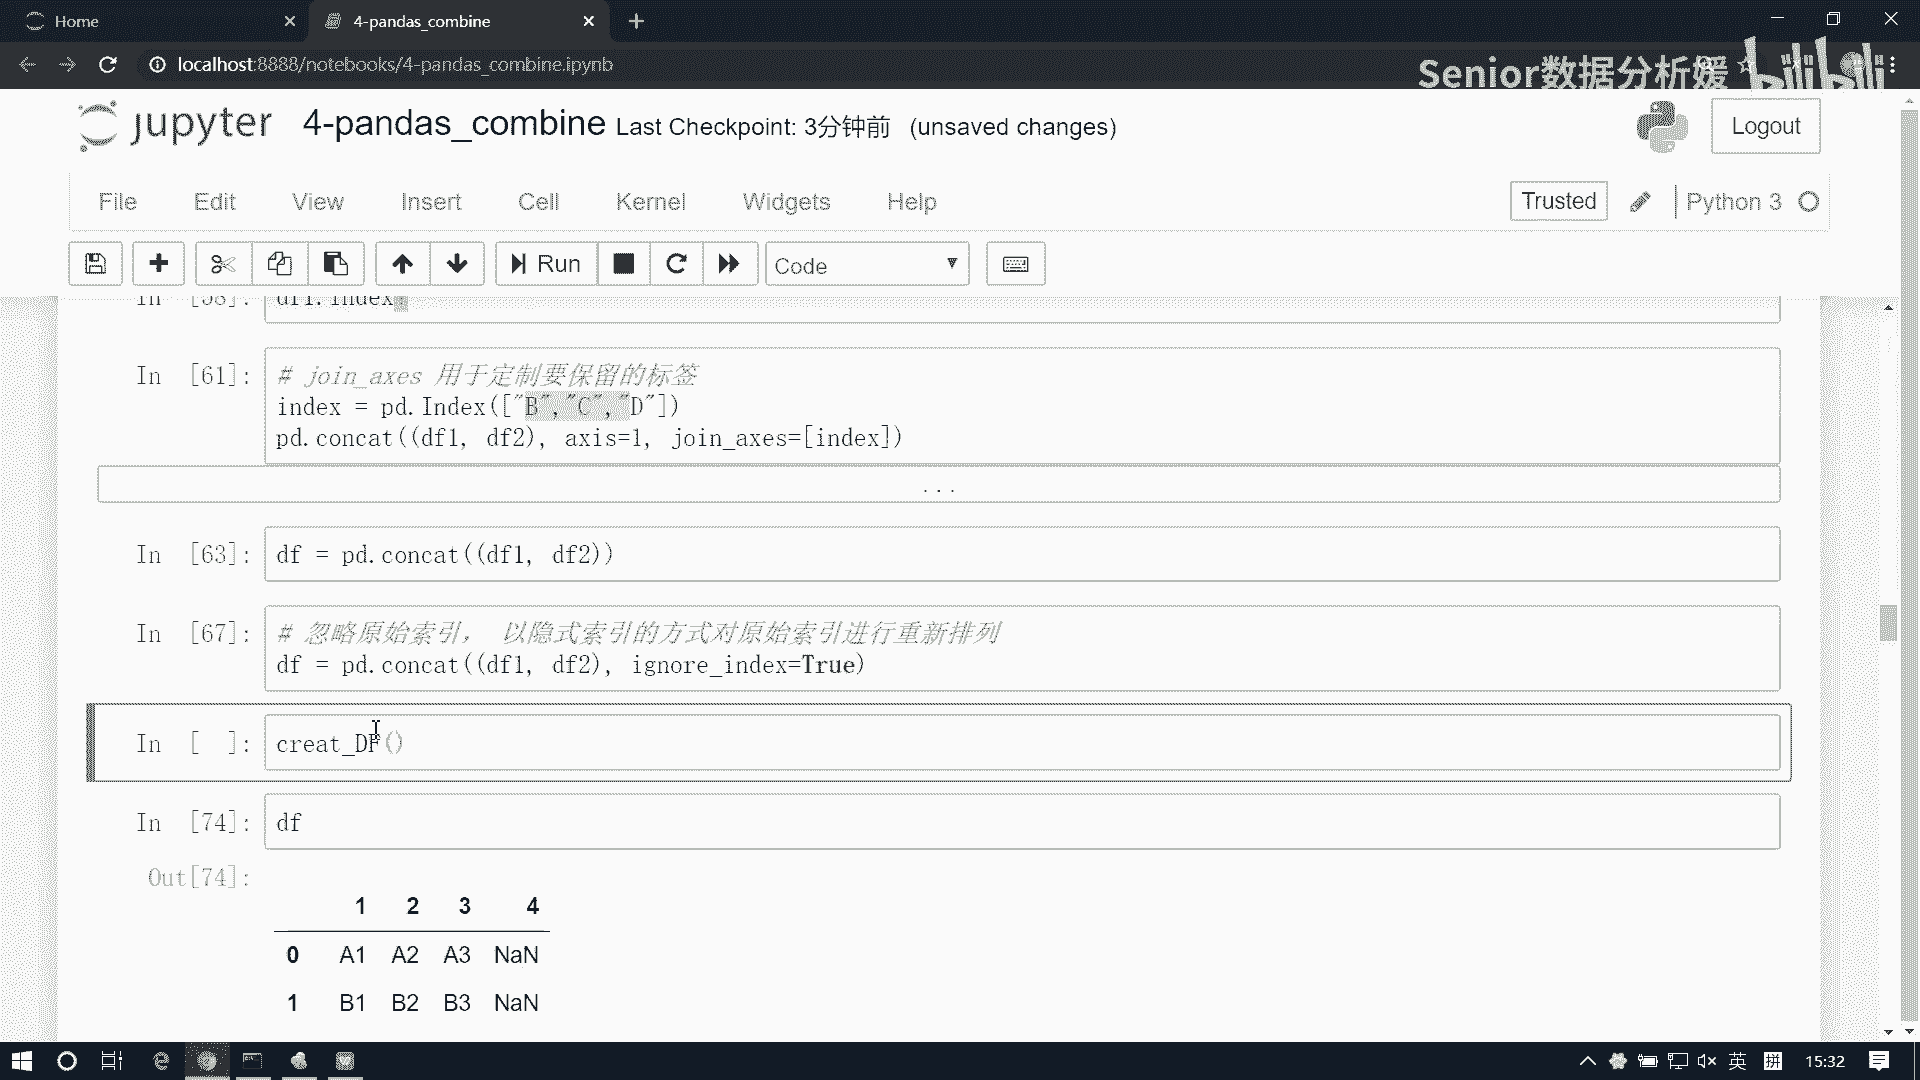 Home
4-pandas_combine
localhost:8888/notebooks/4-pandas_combine.ipynb
Senior数据分析媛 bilibili
jupyter 4-pandas_combine Last Checkpoint: 3分钟前 (unsaved changes)
Logout
File Edit View Insert Cell Kernel Widgets Help
Trusted
Python 3
Run
Code
In [61]:
# join_axes 用于定制要保留的标签
index = pd.Index(["B","C","D"])
pd.concat((df1, df2), axis=1, join_axes=[index])
...
In [63]: df = pd.concat((df1, df2))
In [67]:
# 忽略原始索引， 以隐式索引的方式对原始索引进行重新排列
df = pd.concat((df1, df2), ignore_index=True)
In [ ]: creat_DF()
In [74]: df
Out[74]:
1 2 3 4
0 A1 A2 A3 NaN
1 B1 B2 B3 NaN
英 拼 15:32